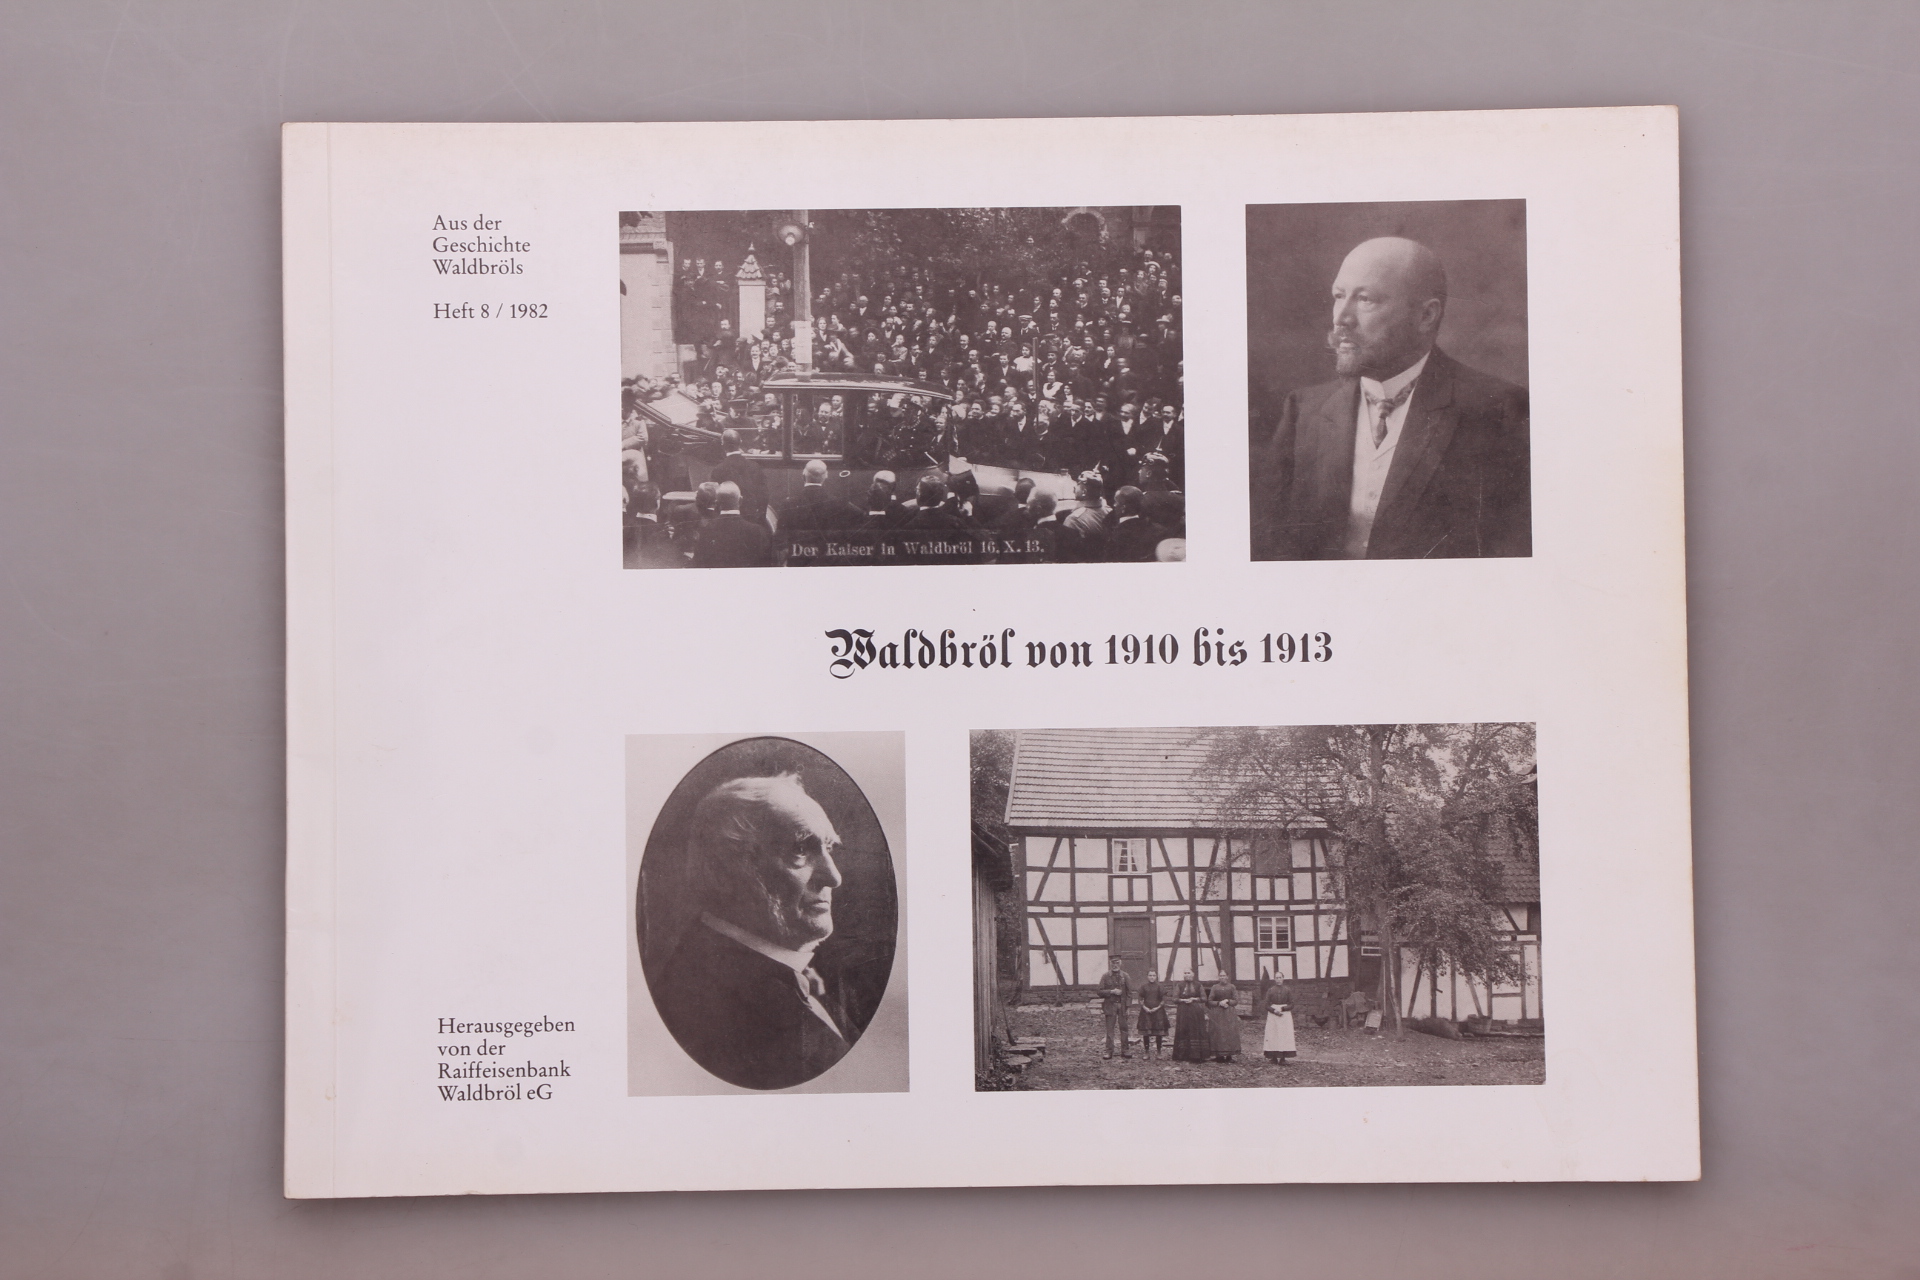 Aus der
Geschichte
Waldbröls
Heft 8 / 1982
Der Kaiser in Waldbröl 16. X. 13.
Waldbröl von 1910 bis 1913
Herausgegeben
von der
Raiffeisenbank
Waldbröl eG